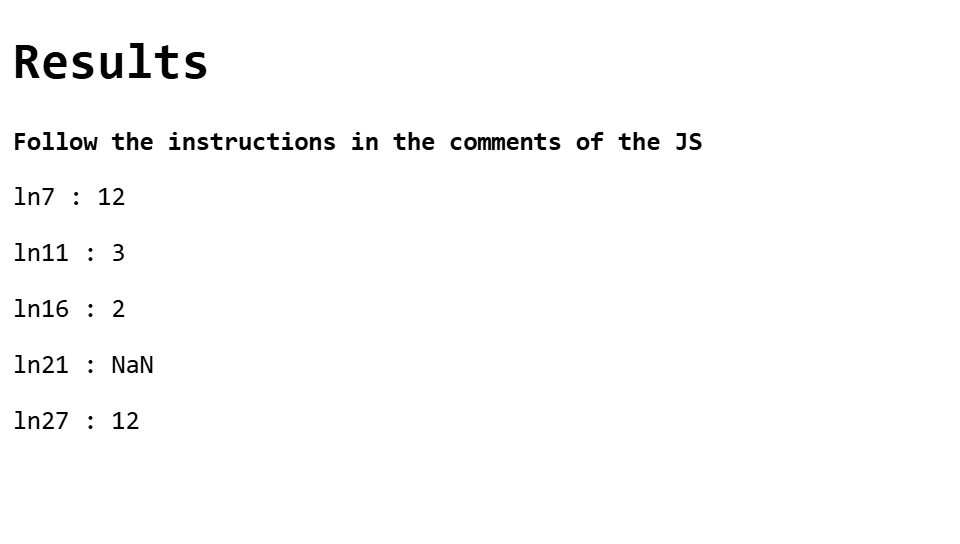 Results
Follow the instructions in the comments of the JS
ln7 : 12
ln11 : 3
ln16 : 2
ln21 : NaN
ln27 : 12